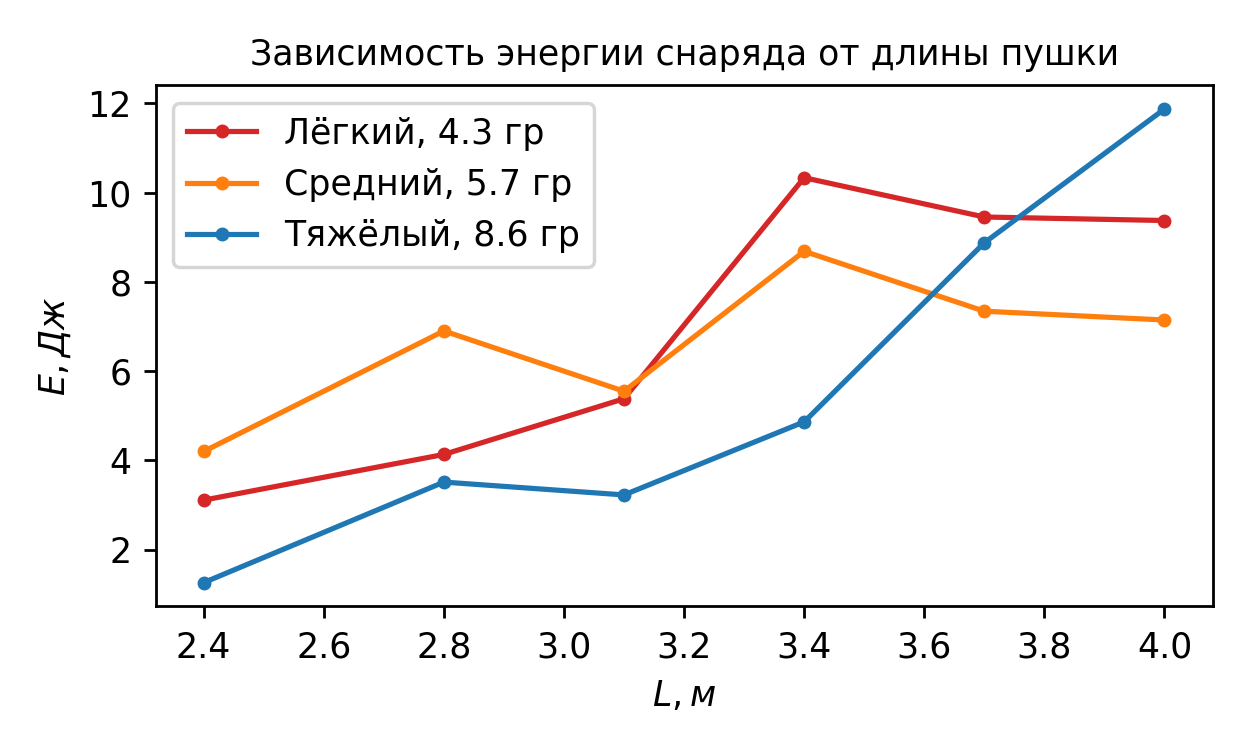 Зависимость энергии снаряда от длины пушки
12
10
8
6
4
2
E, Дж
Лёгкий, 4.3 гр
Средний, 5.7 гр
Тяжёлый, 8.6 гр
2.4 2.6 2.8 3.0 3.2 3.4 3.6 3.8 4.0
L, м